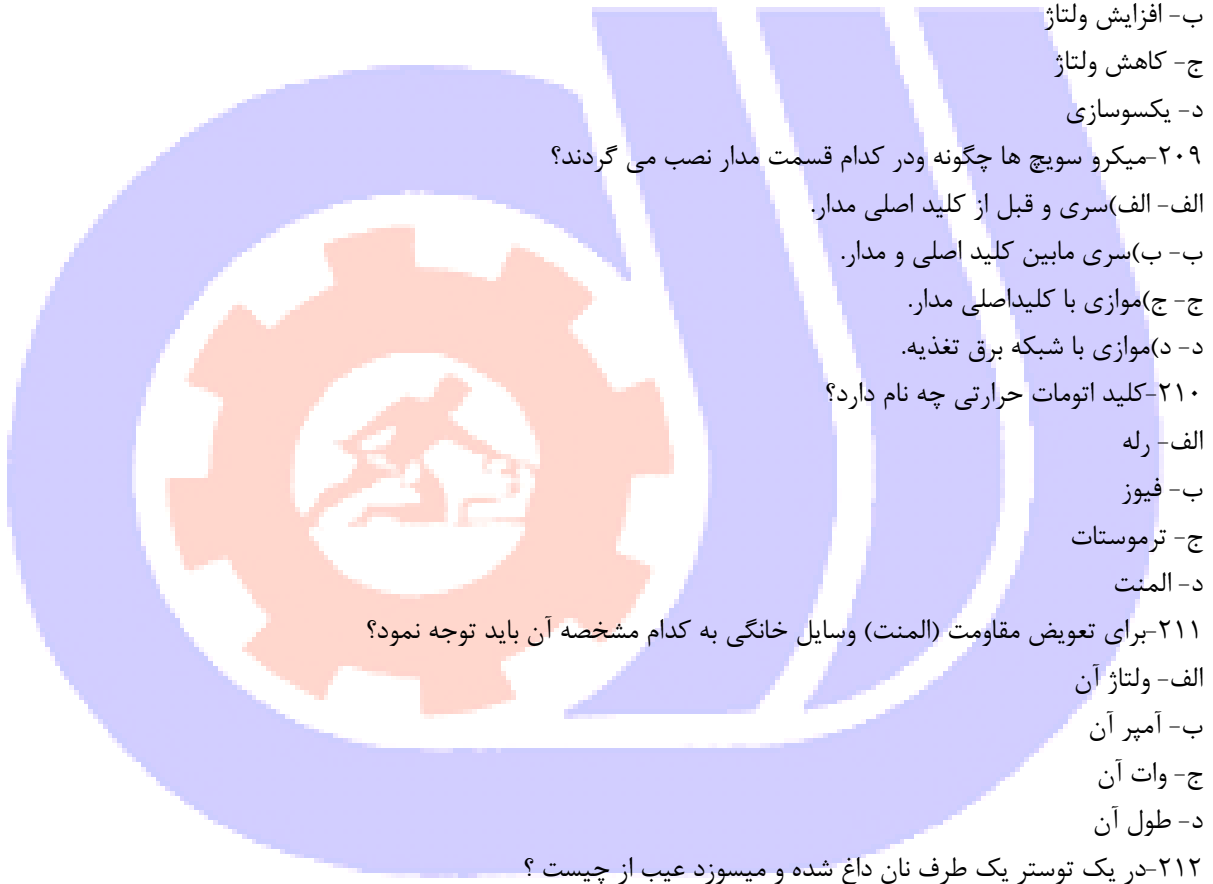 ب- افزایش ولتاژ
ج- کاهش ولتاژ
د- یکسوسازی
۲۰۹-میکرو سویچ ها چگونه ودر کدام قسمت مدار نصب می گردند؟
الف- الف)سری و قبل از کلید اصلی مدار.
ب- ب)سری مابین کلید اصلی و مدار.
ج- ج)موازی با کلیداصلی مدار.
د- د)موازی با شبکه برق تغذیه.
۲۱۰-کلید اتومات حرارتی چه نام دارد؟
الف- رله
ب- فیوز
ج- ترموستات
د- المنت
۲۱۱-برای تعویض مقاومت (المنت) وسایل خانگی به کدام مشخصه آن باید توجه نمود؟
الف- ولتاژ آن
ب- آمپر آن
ج- وات آن
د- طول آن
۲۱۲-در یک توستر یک طرف نان داغ شده و میسوزد عیب از چیست ؟